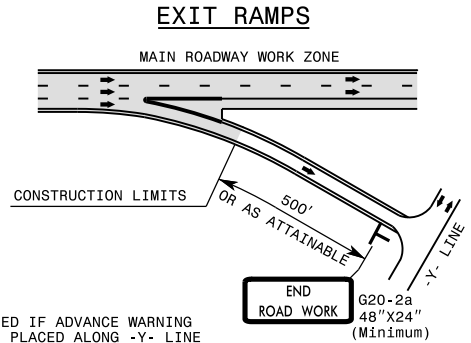 EXIT RAMPS
MAIN ROADWAY WORK ZONE
CONSTRUCTION LIMITS
500'
OR AS ATTAINABLE
-Y- LINE
END
ROAD WORK
G20-2a
48"X24"
(Minimum)
ED IF ADVANCE WARNING
PLACED ALONG -Y- LINE